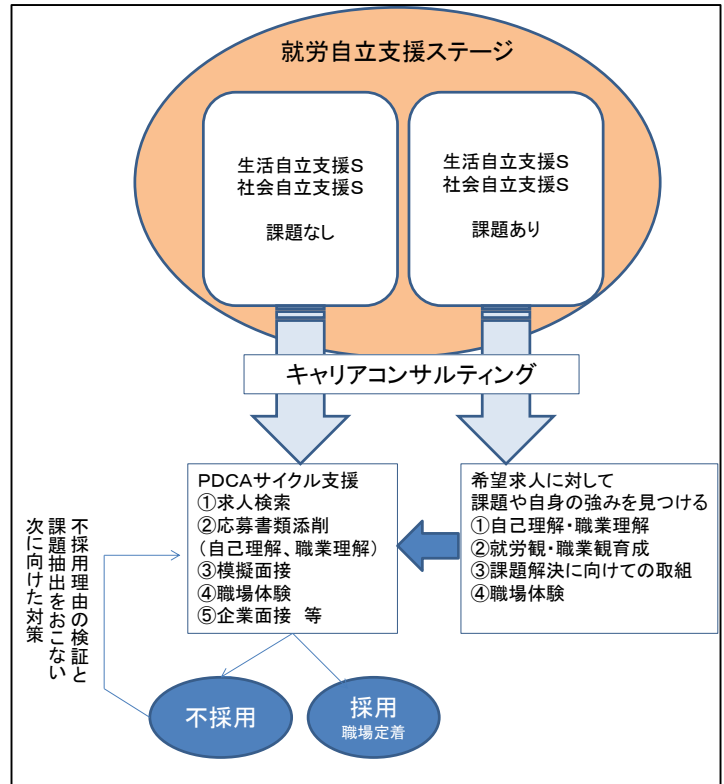 就労自立支援ステージ
生活自立支援S
社会自立支援S
課題なし
生活自立支援S
社会自立支援S
課題あり
キャリアコンサルティング
PDCAサイクル支援
①求人検索
②応募書類添削
(自己理解、職業理解)
③模擬面接
④職場体験
⑤企業面接 等
希望求人に対して
課題や自身の強みを見つける
①自己理解・職業理解
②就労観・職業観育成
③課題解決に向けての取組
④職場体験
不採用理由の検証と
課題抽出をおこない
次に向けた対策
不採用
採用
職場定着